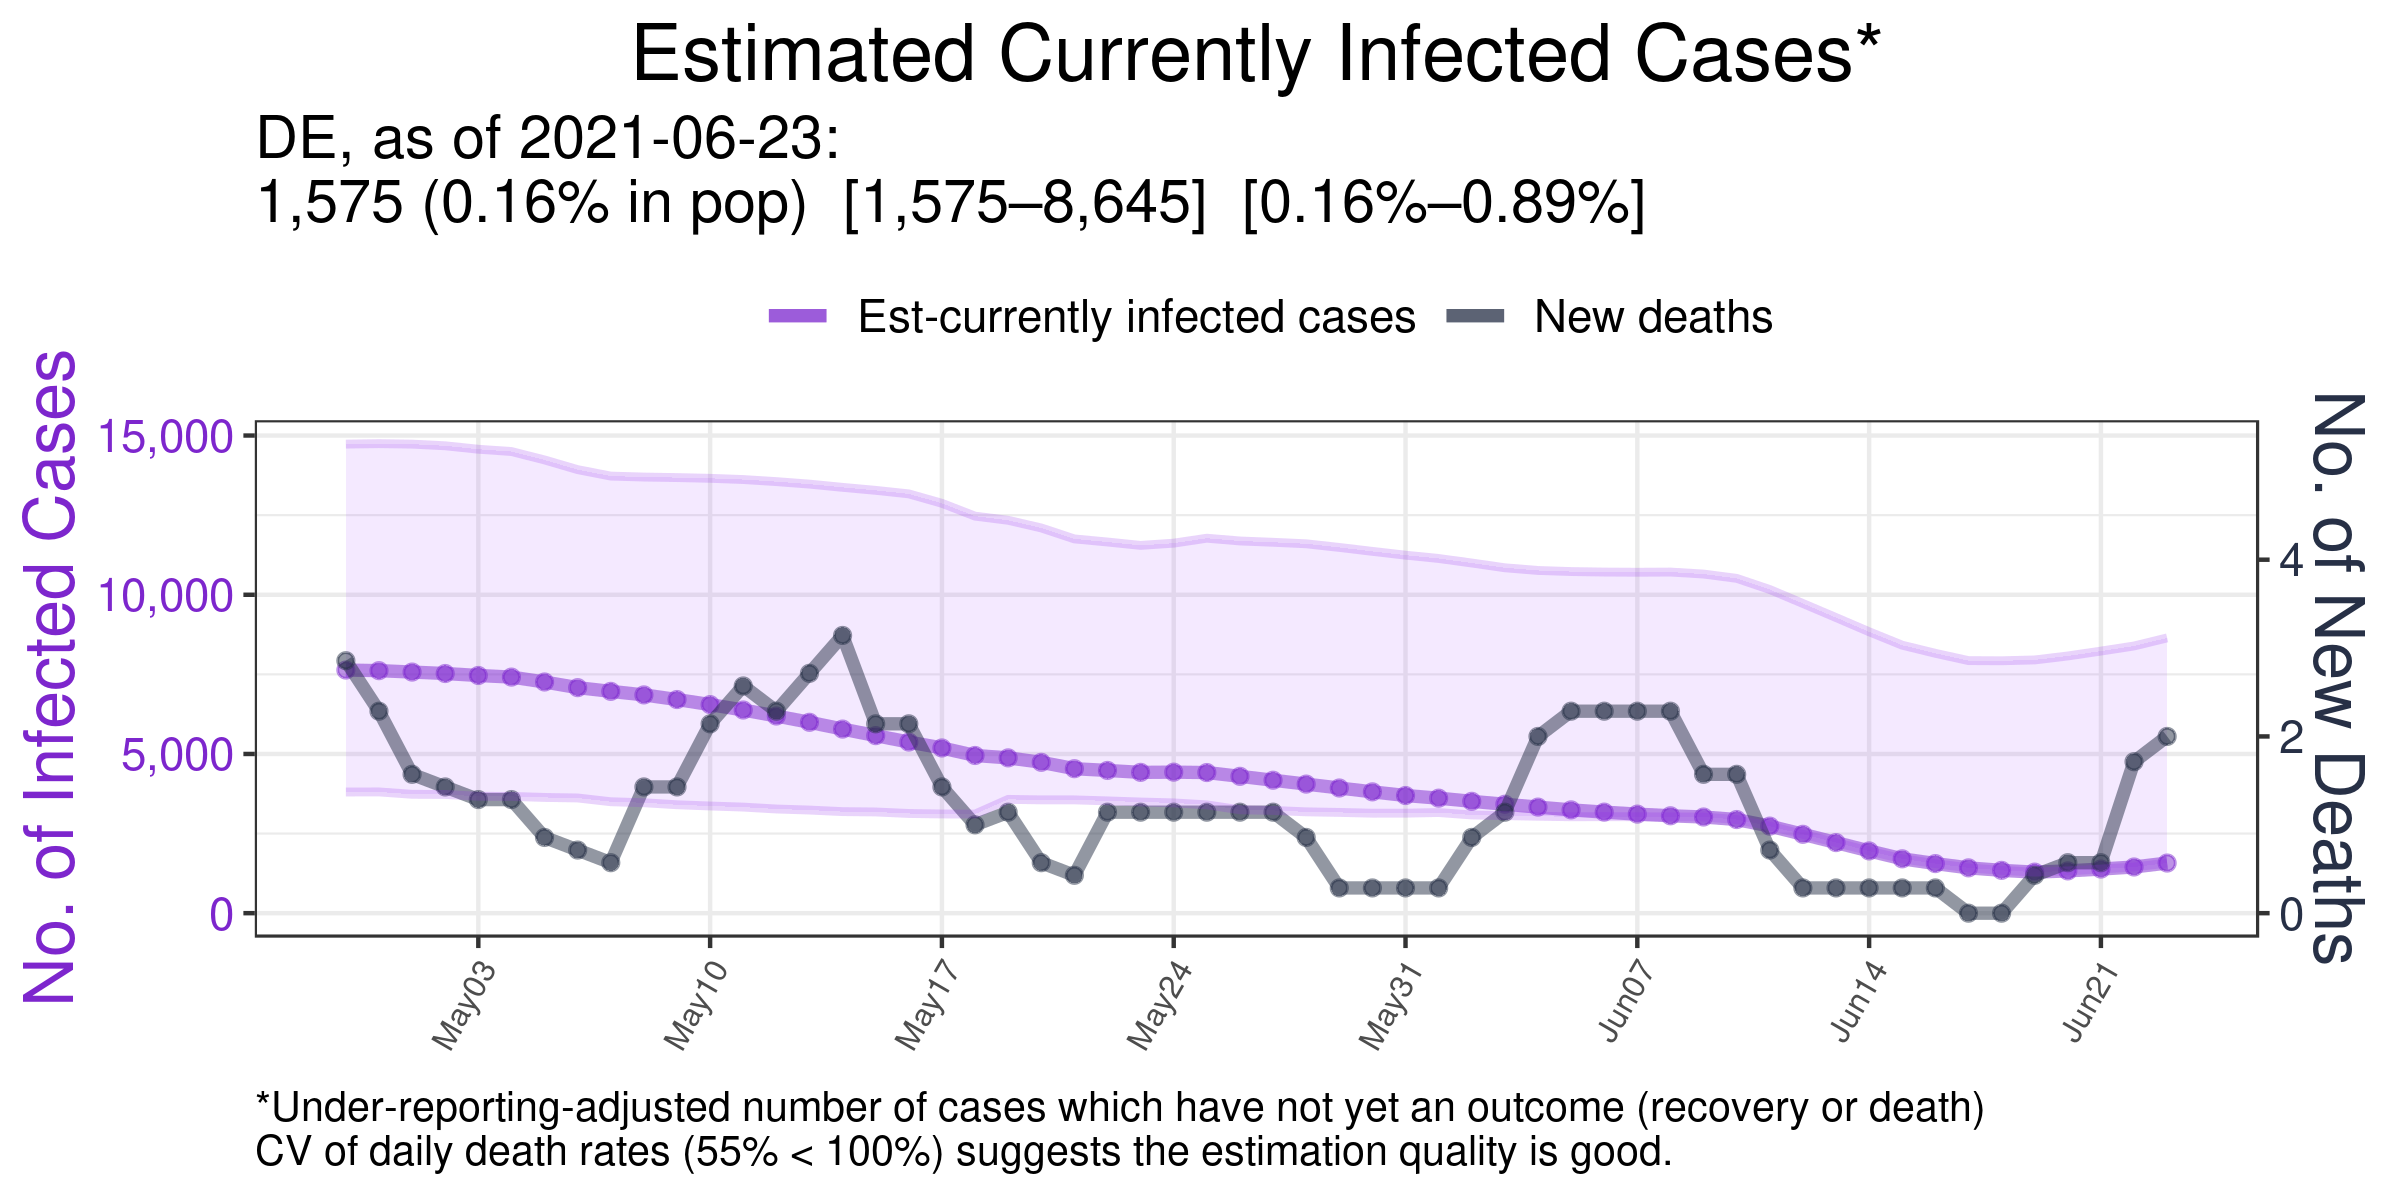 Estimated Currently Infected Cases*
DE, as of 2021-06-23:
1,575 (0.16% in pop)  [1,575–8,645]  [0.16%–0.89%]
Est-currently infected cases
New deaths
No. of Infected Cases
15,000
10,000
5,000
0
No. of New Deaths
4
2
0
May03
May10
May17
May24
May31
Jun07
Jun14
Jun21
*Under-reporting-adjusted number of cases which have not yet an outcome (recovery or death)
CV of daily death rates (55% < 100%) suggests the estimation quality is good.